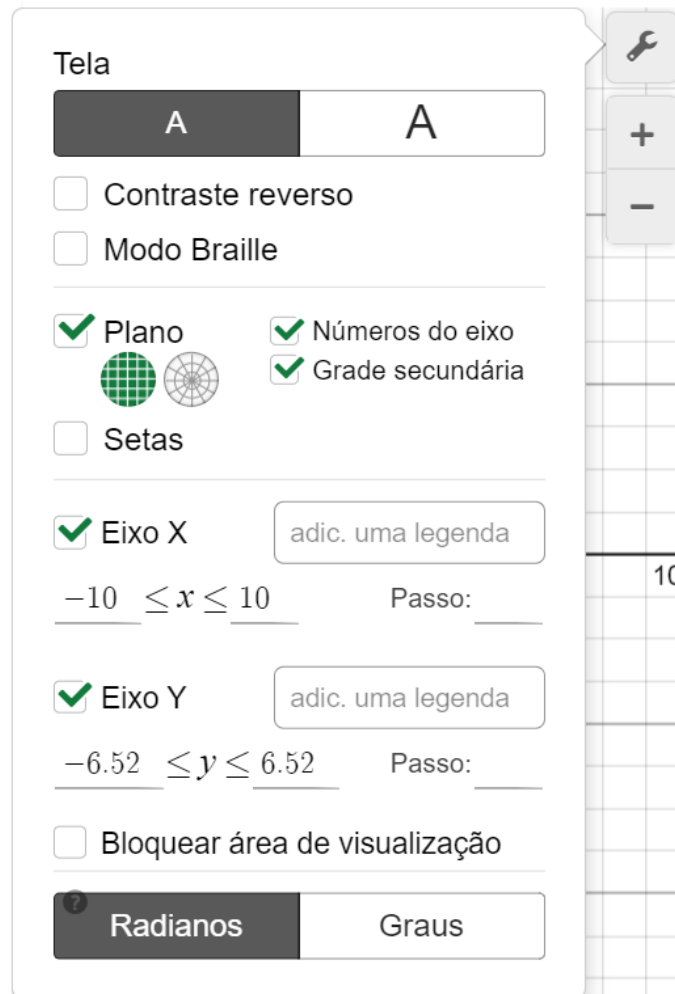 Tela
A A
Contraste reverso
Modo Braille
Plano
Números do eixo
Grade secundária
Setas
Eixo X adic. uma legenda
−10 ≤ x ≤ 10 Passo:
10
Eixo Y adic. uma legenda
−6.52 ≤ y ≤ 6.52 Passo:
Bloquear área de visualização
?
Radianos Graus
+
−